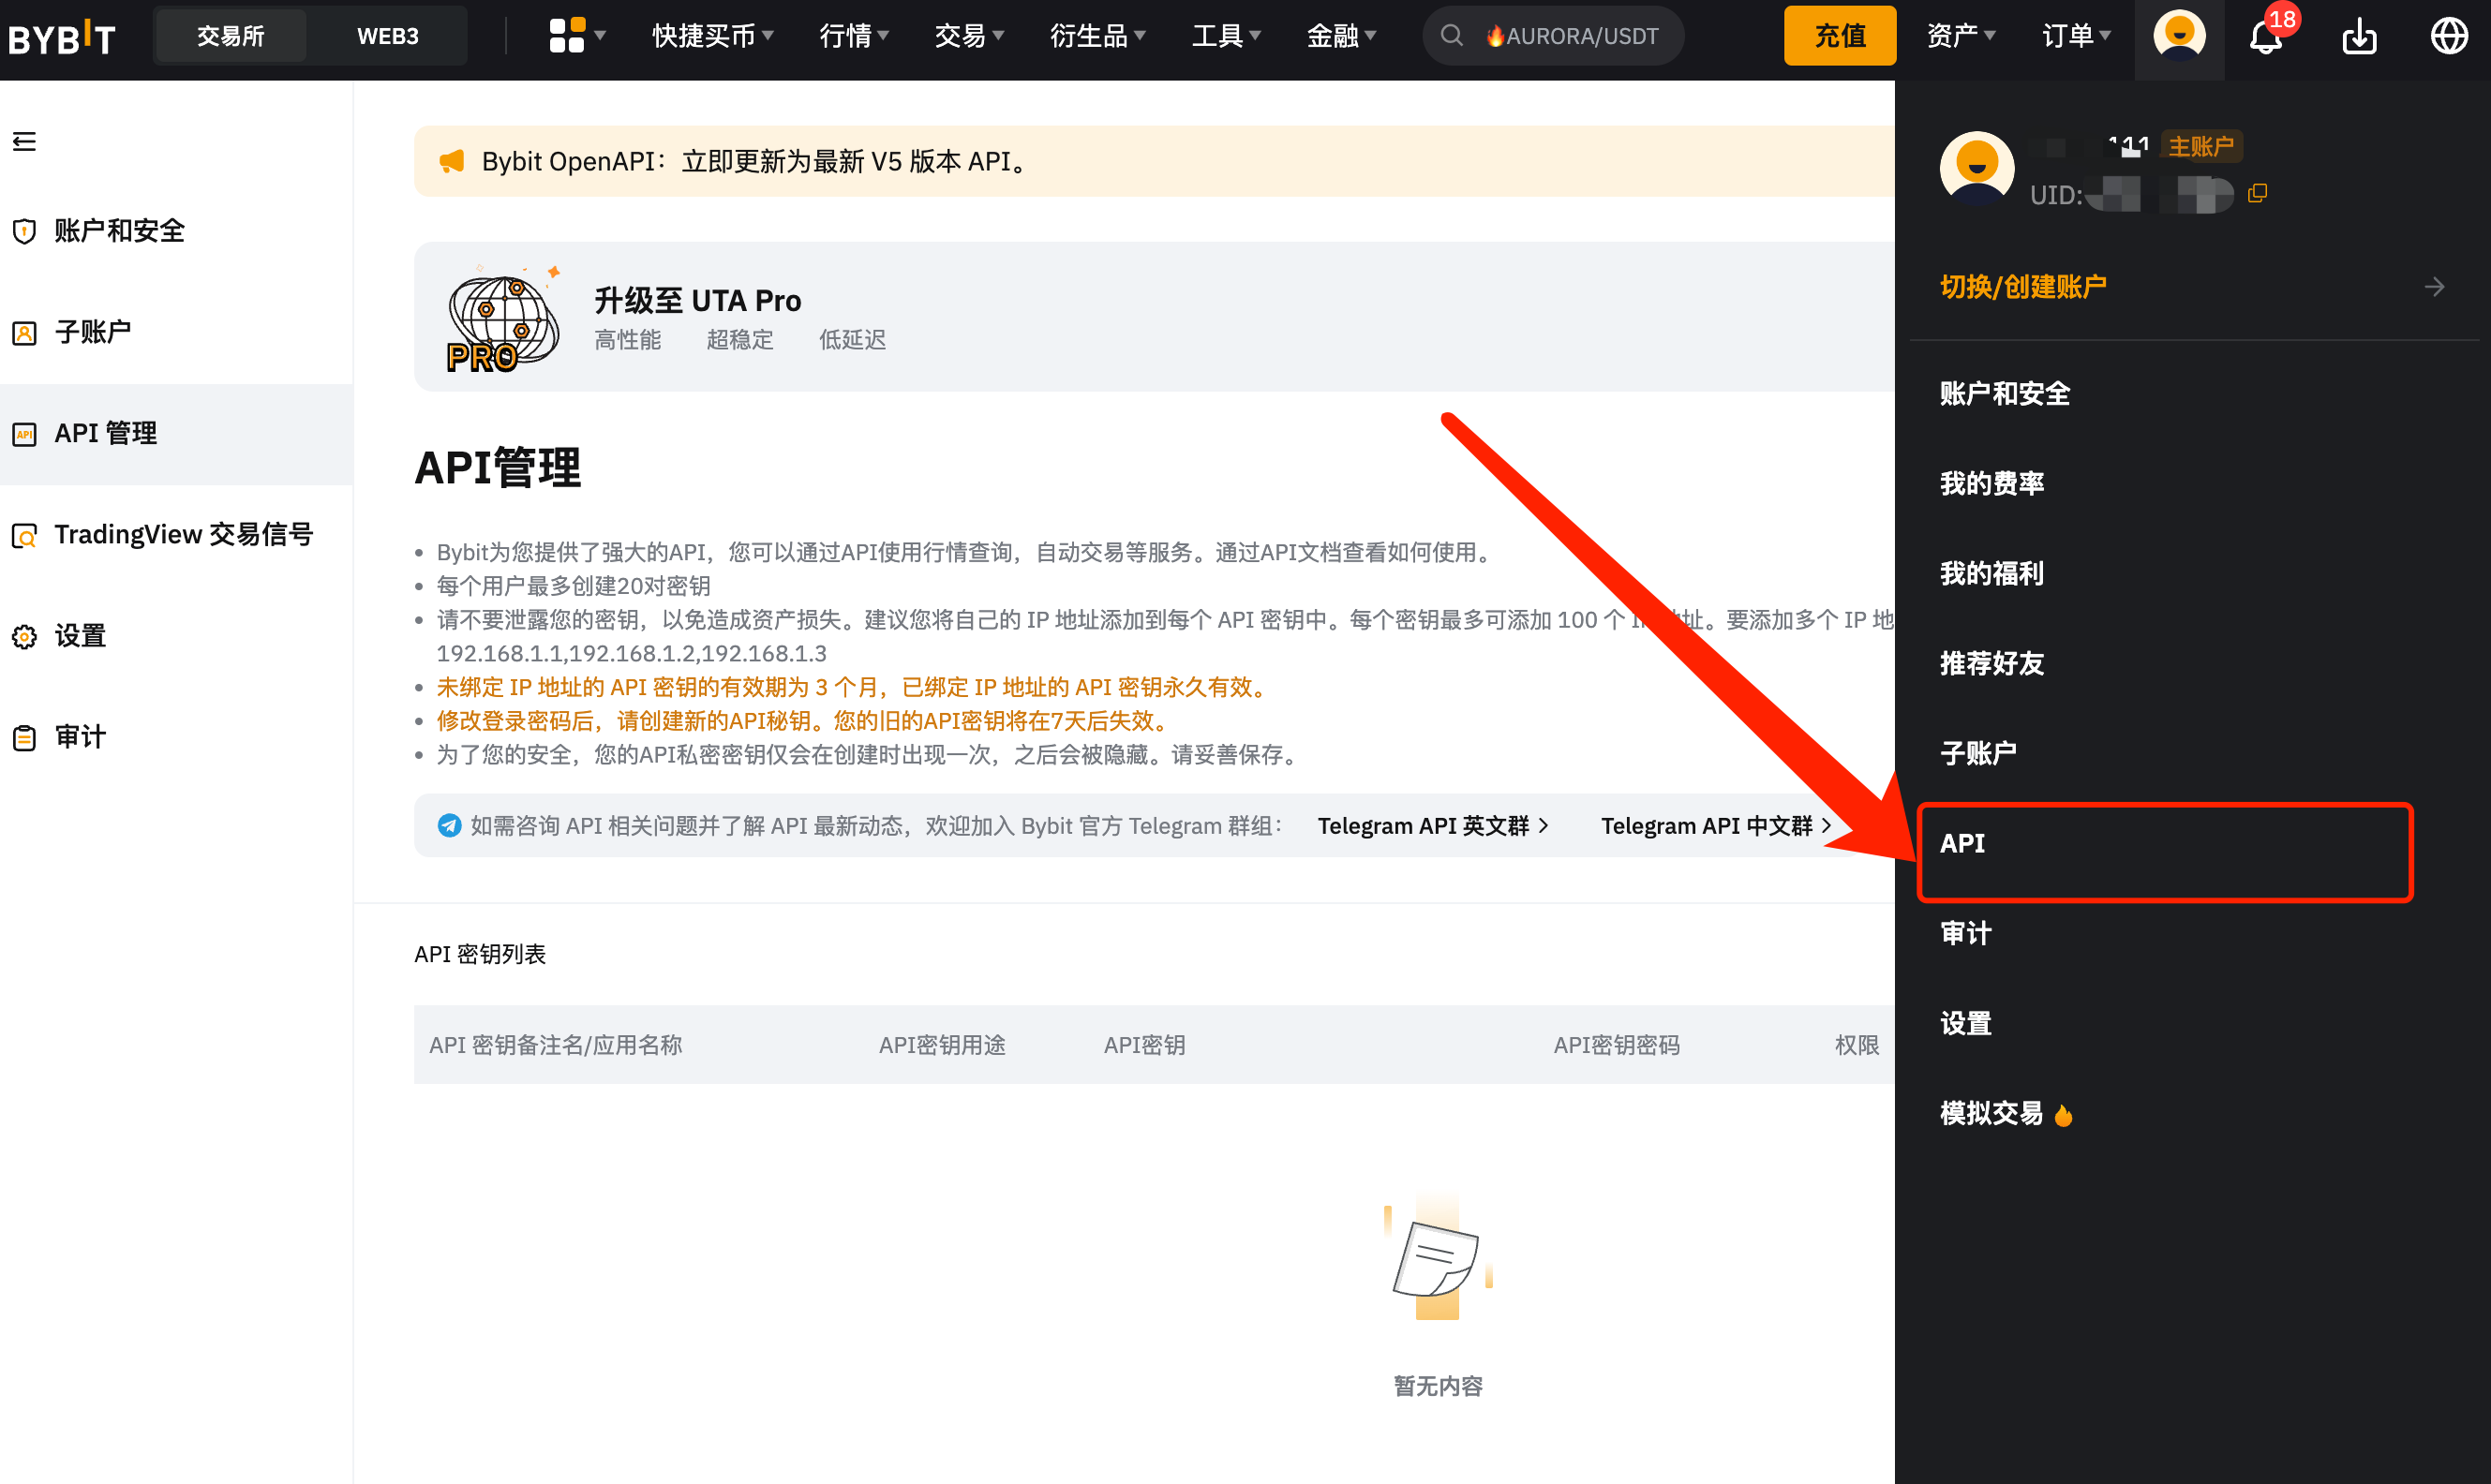 BYBIT
交易所
WEB3
快捷买币
行情
交易
衍生品
工具
金融
🔥AURORA/USDT
充值
资产
订单
18
账户和安全
子账户
API
API 管理
TradingView 交易信号
设置
审计
Bybit OpenAPI：立即更新为最新 V5 版本 API。
PRO
升级至 UTA Pro
高性能 超稳定 低延迟
API管理
Bybit为您提供了强大的API，您可以通过API使用行情查询，自动交易等服务。通过API文档查看如何使用。
每个用户最多创建20对密钥
请不要泄露您的密钥，以免造成资产损失。建议您将自己的 IP 地址添加到每个 API 密钥中。每个密钥最多可添加 100 个 IP 地址。要添加多个 IP 地
192.168.1.1,192.168.1.2,192.168.1.3
未绑定 IP 地址的 API 密钥的有效期为 3 个月，已绑定 IP 地址的 API 密钥永久有效。
修改登录密码后，请创建新的API秘钥。您的旧的API密钥将在7天后失效。
为了您的安全，您的API私密密钥仅会在创建时出现一次，之后会被隐藏。请妥善保存。
如需咨询 API 相关问题并了解 API 最新动态，欢迎加入 Bybit 官方 Telegram 群组： Telegram API 英文群 Telegram API 中文群
API 密钥列表
API 密钥备注名/应用名称 API密钥用途 API密钥 API密钥密码 权限
暂无内容
111 主账户
UID:
切换/创建账户
账户和安全
我的费率
我的福利
推荐好友
子账户
API
审计
设置
模拟交易